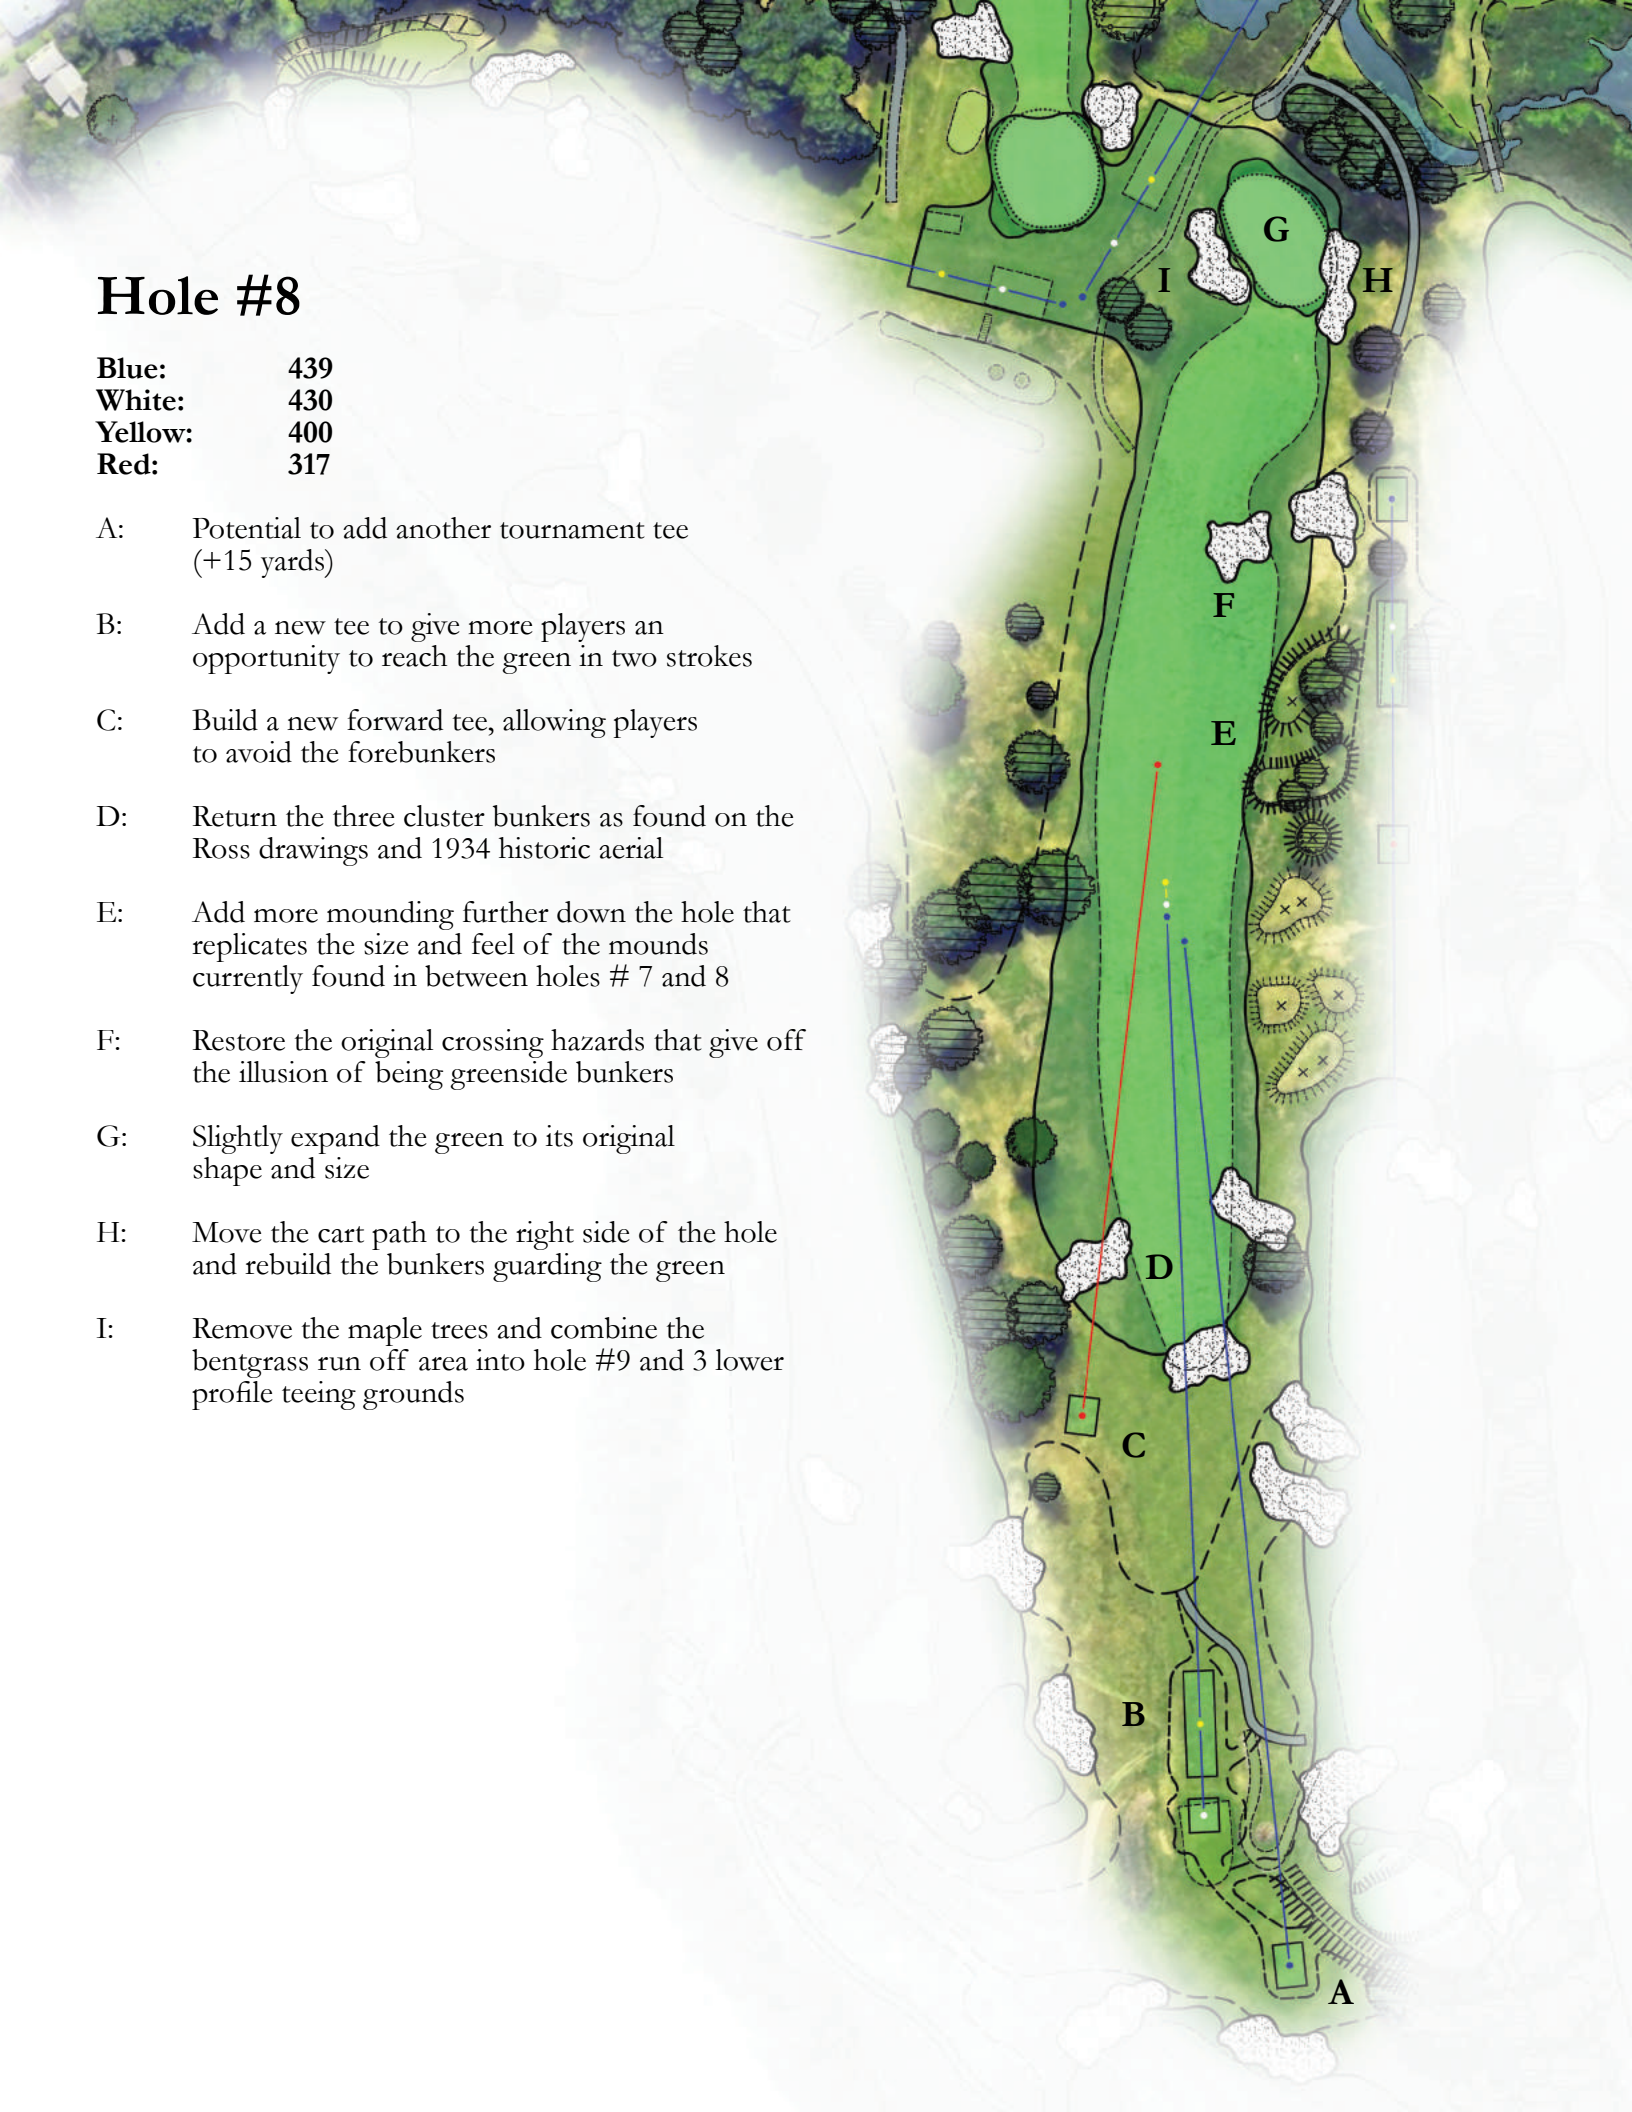 Hole #8
Blue: 439
White: 430
Yellow: 400
Red: 317
A: Potential to add another tournament tee
(+15 yards)
B: Add a new tee to give more players an
opportunity to reach the green in two strokes
C: Build a new forward tee, allowing players
to avoid the forebunkers
D: Return the three cluster bunkers as found on the
Ross drawings and 1934 historic aerial
E: Add more mounding further down the hole that
replicates the size and feel of the mounds
currently found in between holes # 7 and 8
F: Restore the original crossing hazards that give off
the illusion of being greenside bunkers
G: Slightly expand the green to its original
shape and size
H: Move the cart path to the right side of the hole
and rebuild the bunkers guarding the green
I: Remove the maple trees and combine the
bentgrass run off area into hole #9 and 3 lower
profile teeing grounds
G
I
H
F
E
D
C
B
A